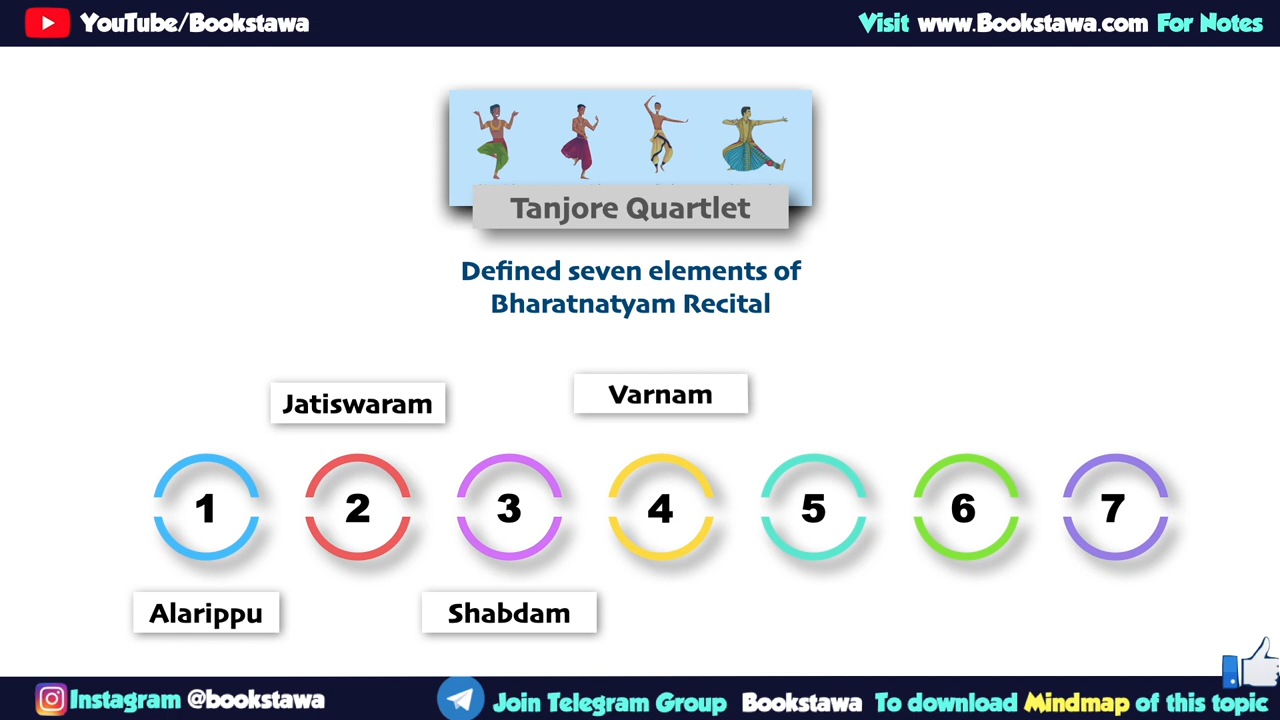 YouTube/Bookstawa
Visit www.Bookstawa.com For Notes
Tanjore Quartlet
Defined seven elements of
Bharatnatyam Recital
Jatiswaram
Varnam
1 2 3 4 5 6 7
Alarippu
Shabdam
Instagram @bookstawa
Join Telegram Group Bookstawa To download Mindmap of this topic